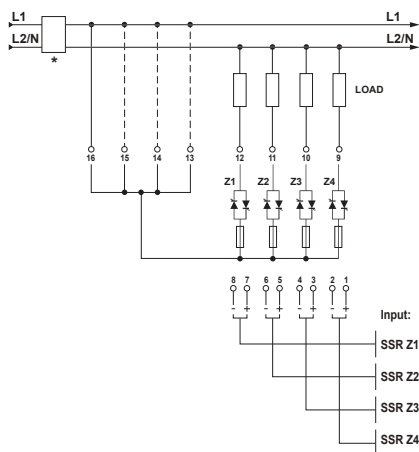 L1 L1
L2/N L2/N
*
LOAD
16 15 14 13 12 11 10 9
Z1 Z2 Z3 Z4
8 7 6 5 4 3 2 1
- + - + - + - +
Input:
SSR Z1
SSR Z2
SSR Z3
SSR Z4